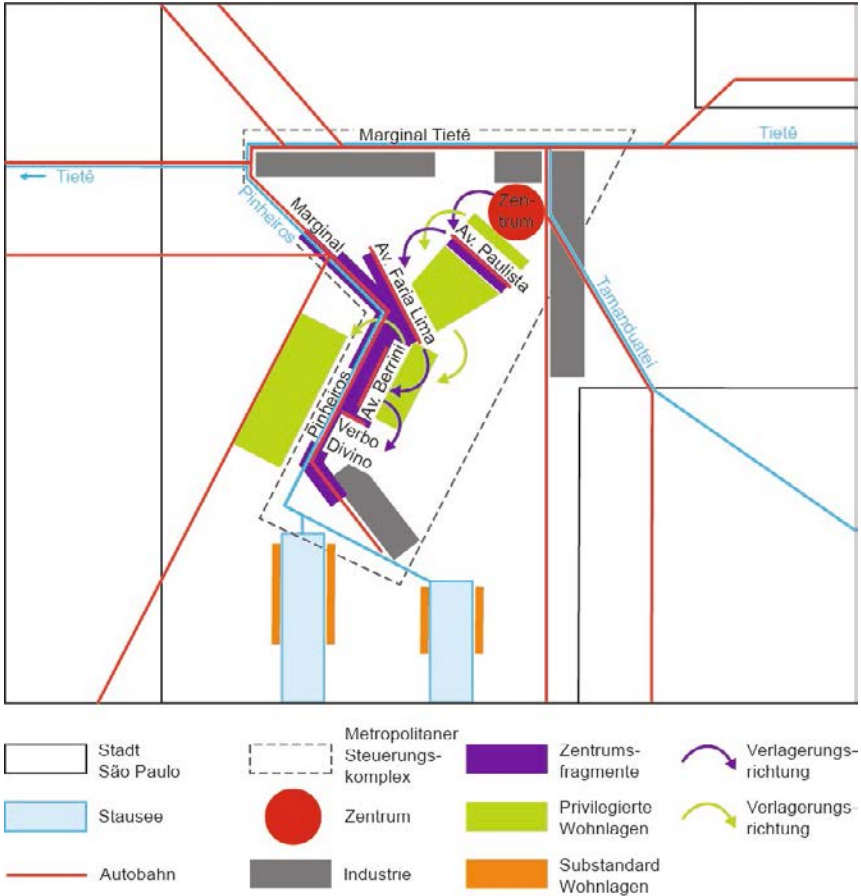 Marginal Tietê
Tietê
← Tietê
Pinheiros
Marginal
Zen-
trum
Av. Paulista
Av. Faria Lima
Tamanduateí
Av. Berrini
Pinheiros
Verbo
Divino
Stadt
São Paulo
Metropolitaner
Steuerungs-
komplex
Zentrums-
fragmente
Verlagerungs-
richtung
Stausee
Zentrum
Privilegierte
Wohnlagen
Verlagerungs-
richtung
Autobahn
Industrie
Substandard
Wohnlagen